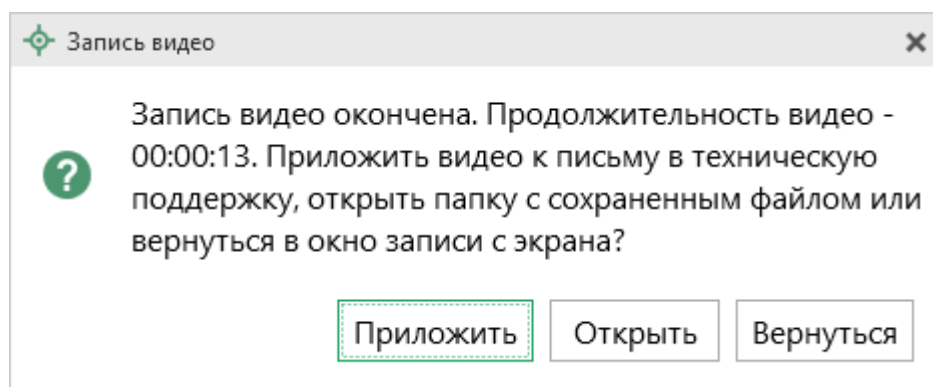 Запись видео
Запись видео окончена. Продолжительность видео -
00:00:13. Приложить видео к письму в техническую
поддержку, открыть папку с сохраненным файлом или
вернуться в окно записи с экрана?
Приложить Открыть Вернуться